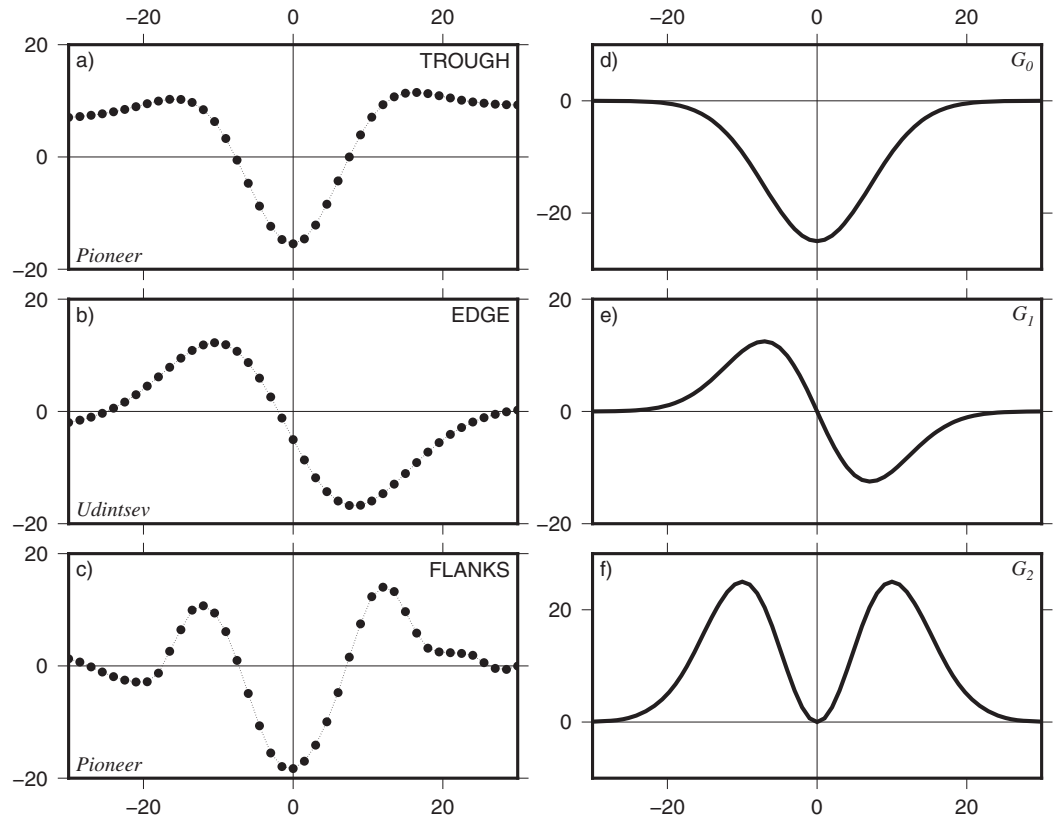 −20 0 20 −20 0 20
20 a) TROUGH d) G0
0 0
−20
−20 Pioneer
20 b) EDGE 20 e) G1
0 0
−20 Udintsev −20
20 c) FLANKS f) G2
20
0
0
−20 Pioneer
−20 0 20 −20 0 20